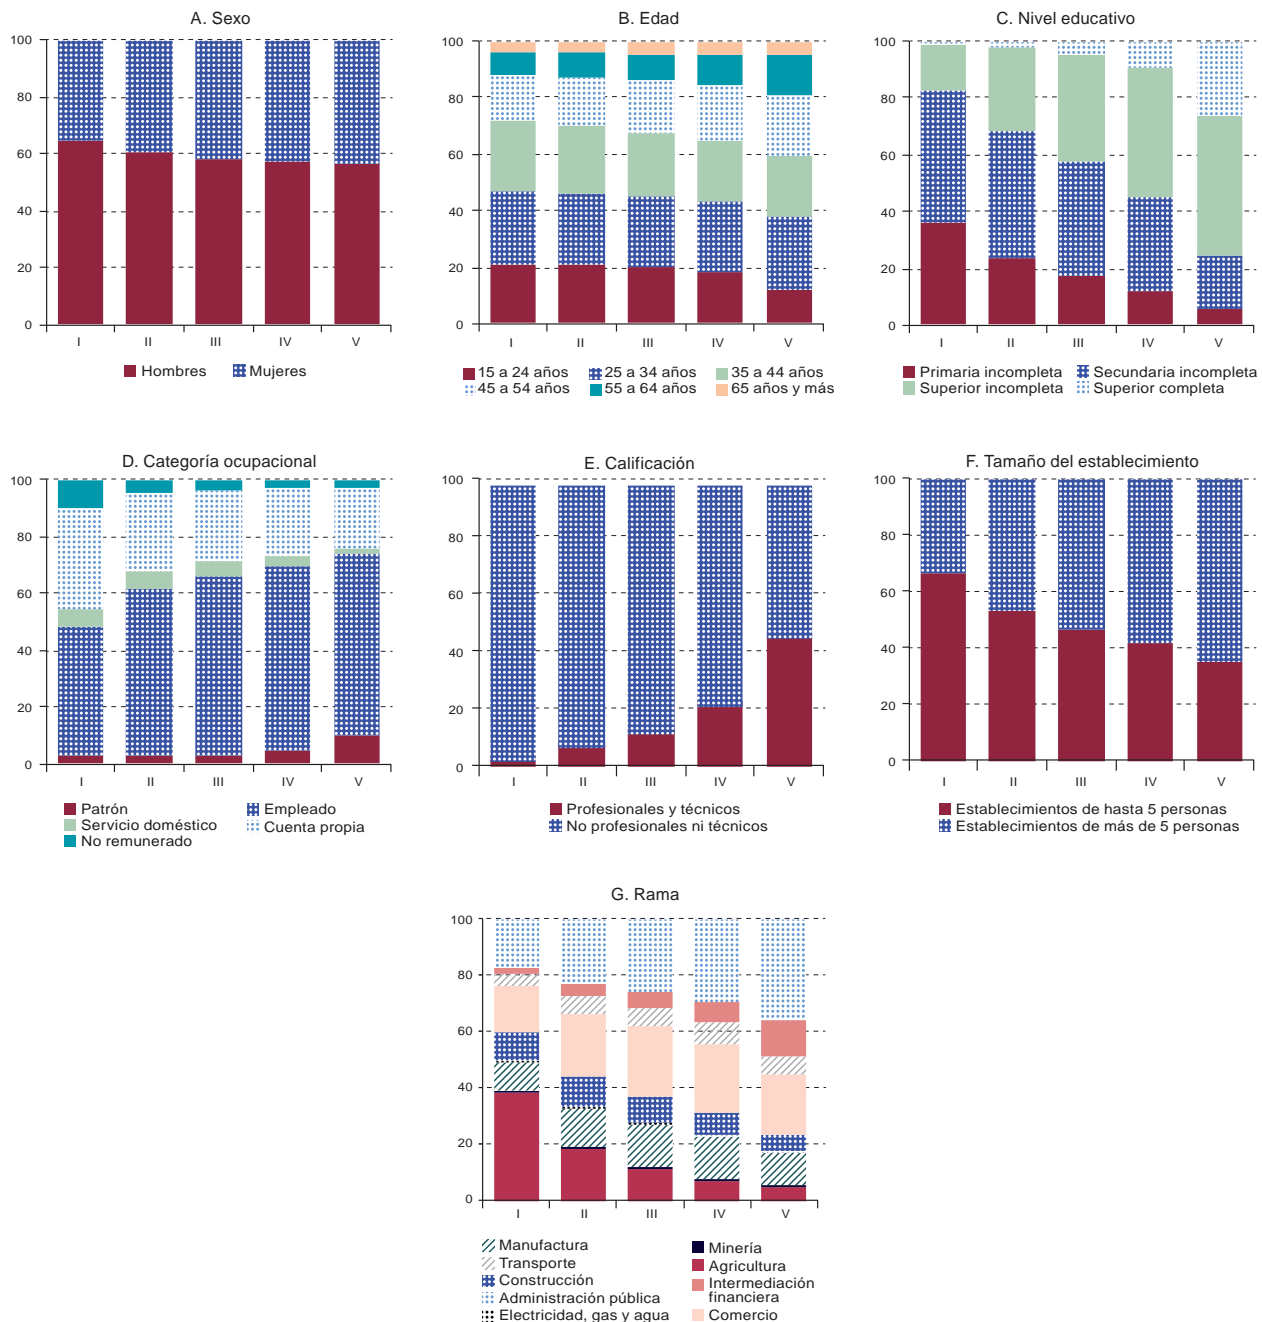 A. Sexo
100
80
60
40
20
0
I II III IV V
Hombres Mujeres
B. Edad
100
80
60
40
20
0
I II III IV V
15 a 24 años 25 a 34 años 35 a 44 años
45 a 54 años 55 a 64 años 65 años y más
C. Nivel educativo
100
80
60
40
20
0
I II III IV V
Primaria incompleta Secundaria incompleta
Superior incompleta Superior completa
D. Categoría ocupacional
100
80
60
40
20
0
I II III IV V
Patrón Empleado
Servicio doméstico Cuenta propia
No remunerado
E. Calificación
100
80
60
40
20
0
I II III IV V
Profesionales y técnicos
No profesionales ni técnicos
F. Tamaño del establecimiento
100
80
60
40
20
0
I II III IV V
Establecimientos de hasta 5 personas
Establecimientos de más de 5 personas
G. Rama
100
80
60
40
20
0
I II III IV V
Manufactura
Transporte
Construcción
Administración pública
Electricidad, gas y agua
Minería
Agricultura
Intermediación
financiera
Comercio